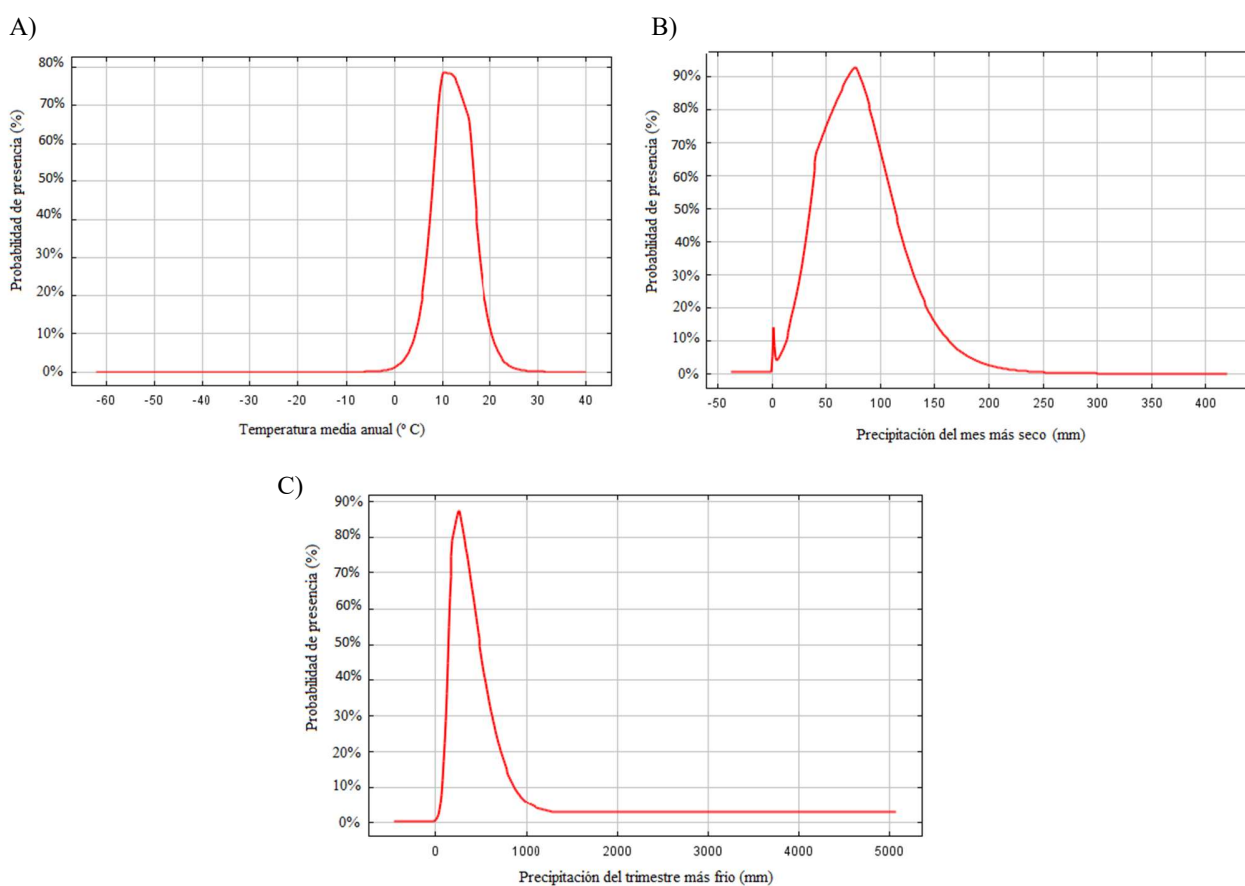 A)
80%
70%
60%
50%
40%
30%
20%
10%
0%
Probabilidad de presencia (%)
-60 -50 -40 -30 -20 -10 0 10 20 30 40
Temperatura media anual (º C)
B)
90%
80%
70%
60%
50%
40%
30%
20%
10%
0%
Probabilidad de presencia (%)
-50 0 50 100 150 200 250 300 350 400
Precipitación del mes más seco (mm)
C)
90%
80%
70%
60%
50%
40%
30%
20%
10%
0%
Probabilidad de presencia (%)
0 1000 2000 3000 4000 5000
Precipitación del trimestre más frio (mm)